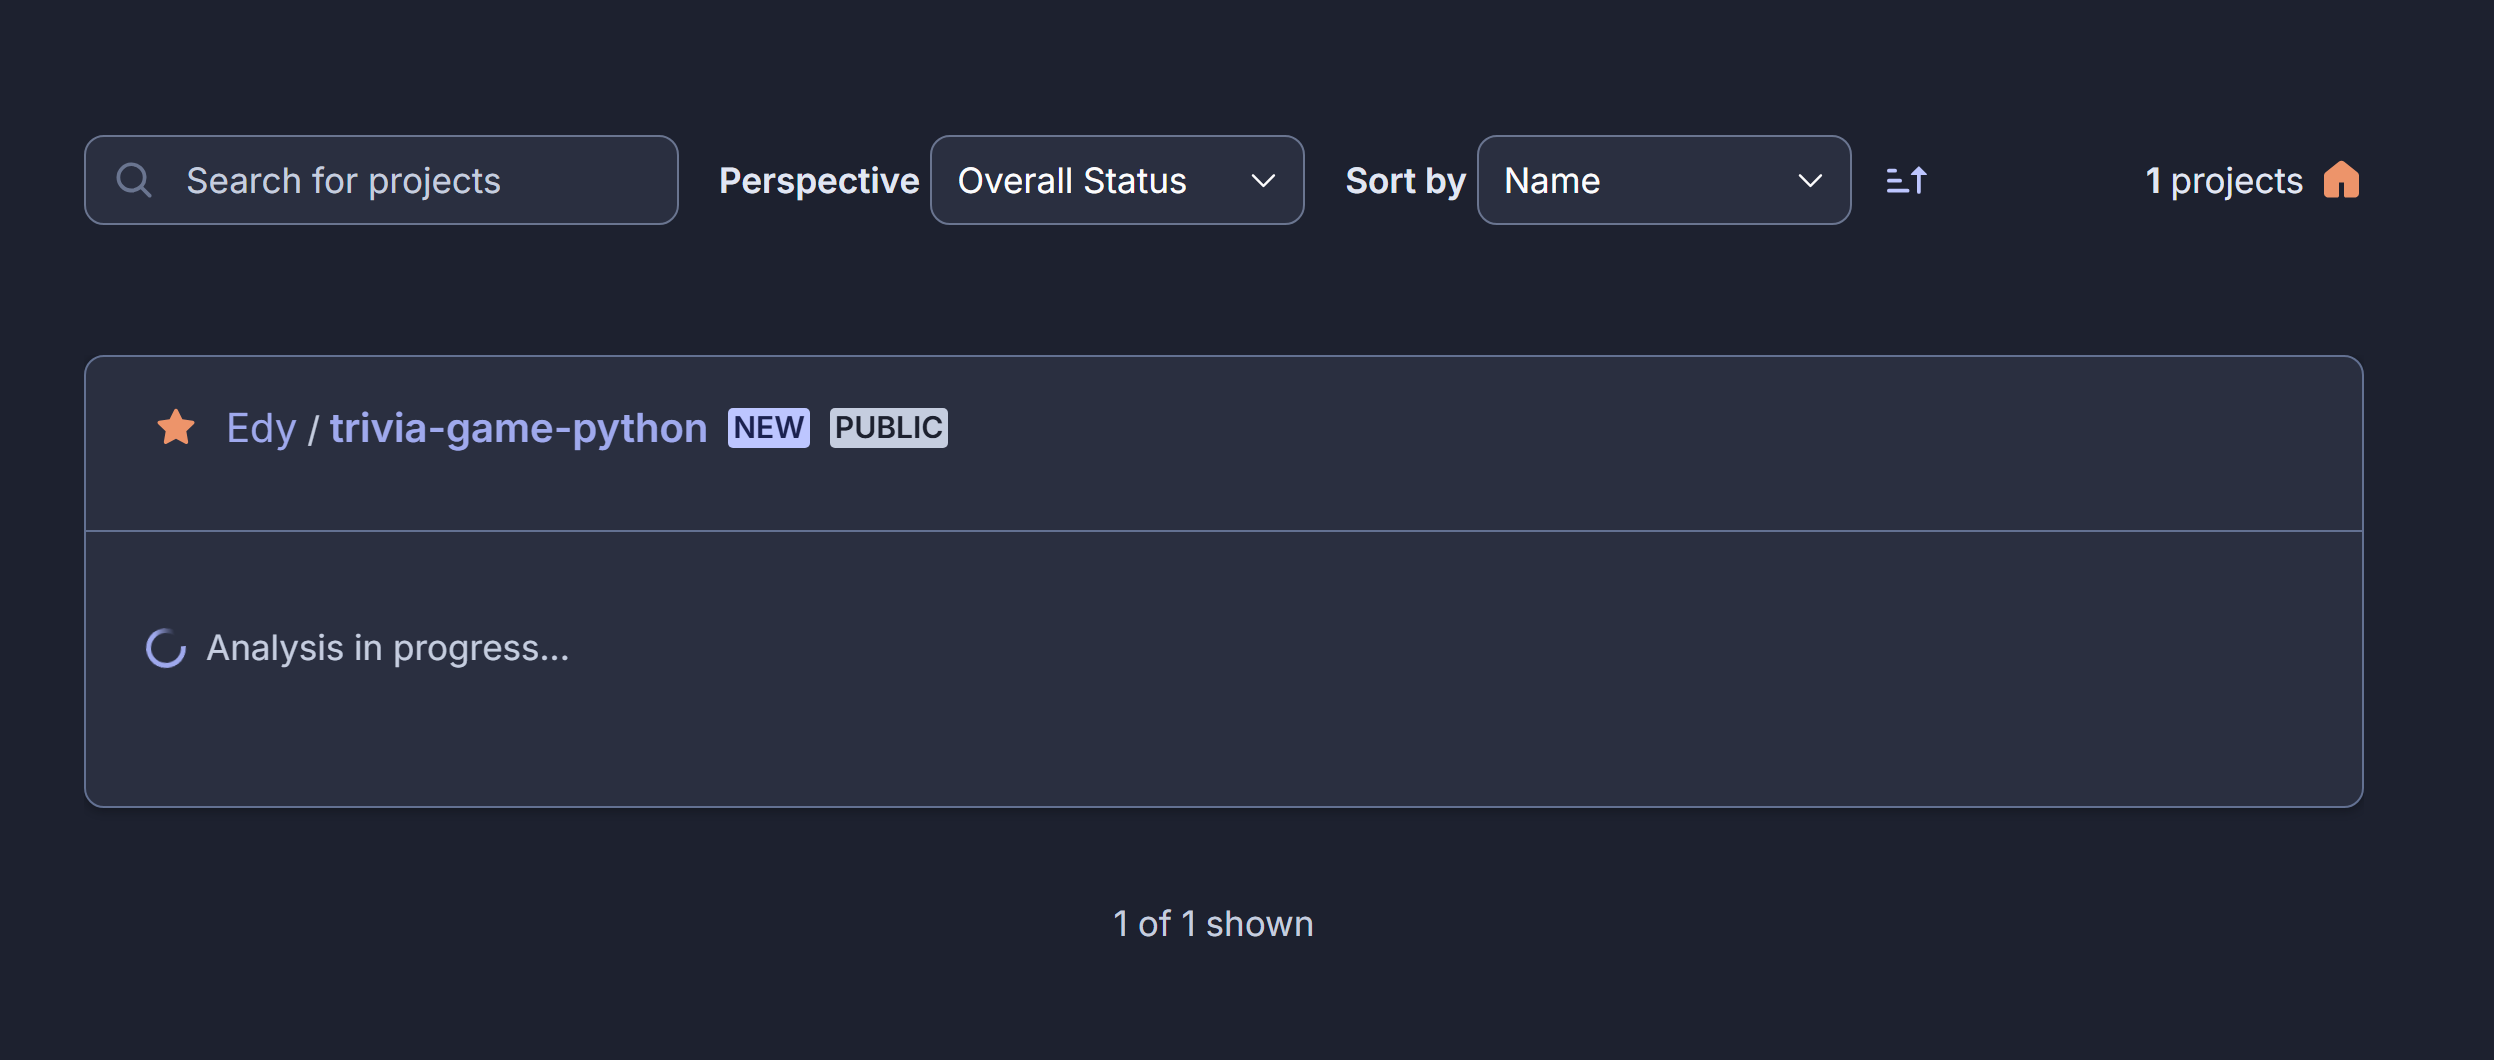 Search for projects Perspective Overall Status Sort by Name 1 projects
Edy / trivia-game-python NEW PUBLIC
Analysis in progress...
1 of 1 shown